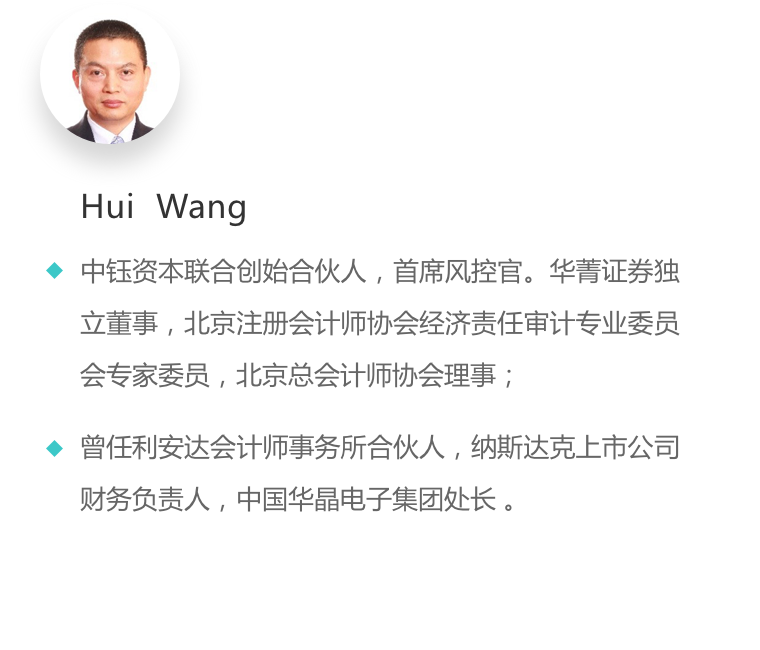 Hui Wang
中钰资本联合创始合伙人，首席风控官。华菁证券独
立董事，北京注册会计师协会经济责任审计专业委员
会专家委员，北京总会计师协会理事；
曾任利安达会计师事务所合伙人，纳斯达克上市公司
财务负责人，中国华晶电子集团处长 。